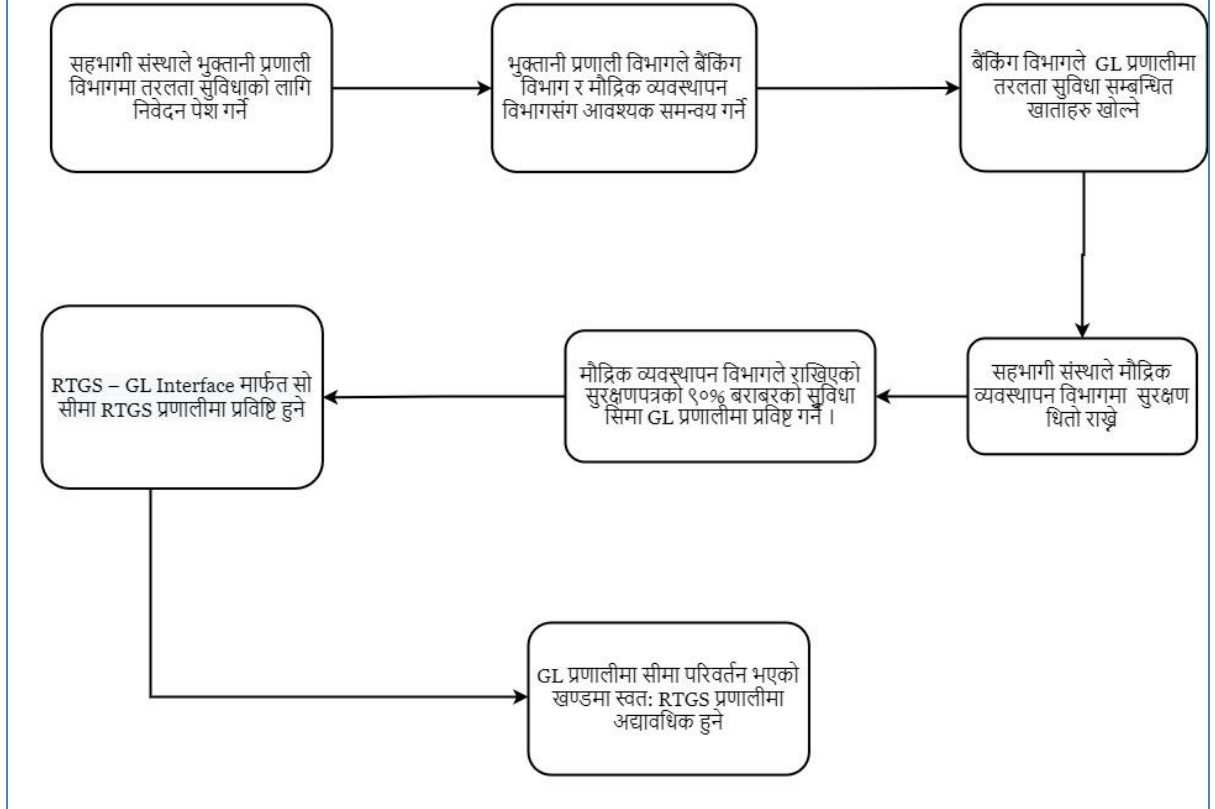 सहभागी संस्थाले भुक्तानी प्रणाली
विभागमा तरलता सुविधाको लागि
निवेदन पेश गर्ने
भुक्तानी प्रणाली विभागले बैंकिंग
विभाग र मौद्रिक व्यवस्थापन
विभागसंग आवश्यक समन्वय गर्ने
बैंकिंग विभागले GL प्रणालीमा
तरलता सुविधा सम्बन्धित
खाताहरु खोल्ने
सहभागी संस्थाले मौद्रिक
व्यवस्थापन विभागमा सुरक्षण
धितो राख्ने
मौद्रिक व्यवस्थापन विभागले राखिएको
सुरक्षणपत्रको ९०% बराबरको सुविधा
सिमा GL प्रणालीमा प्रविष्ट गर्ने ।
RTGS – GL Interface मार्फत सो
सीमा RTGS प्रणालीमा प्रविष्टि हुने
GL प्रणालीमा सीमा परिवर्तन भएको
खण्डमा स्वत: RTGS प्रणालीमा
अद्यावधिक हुने